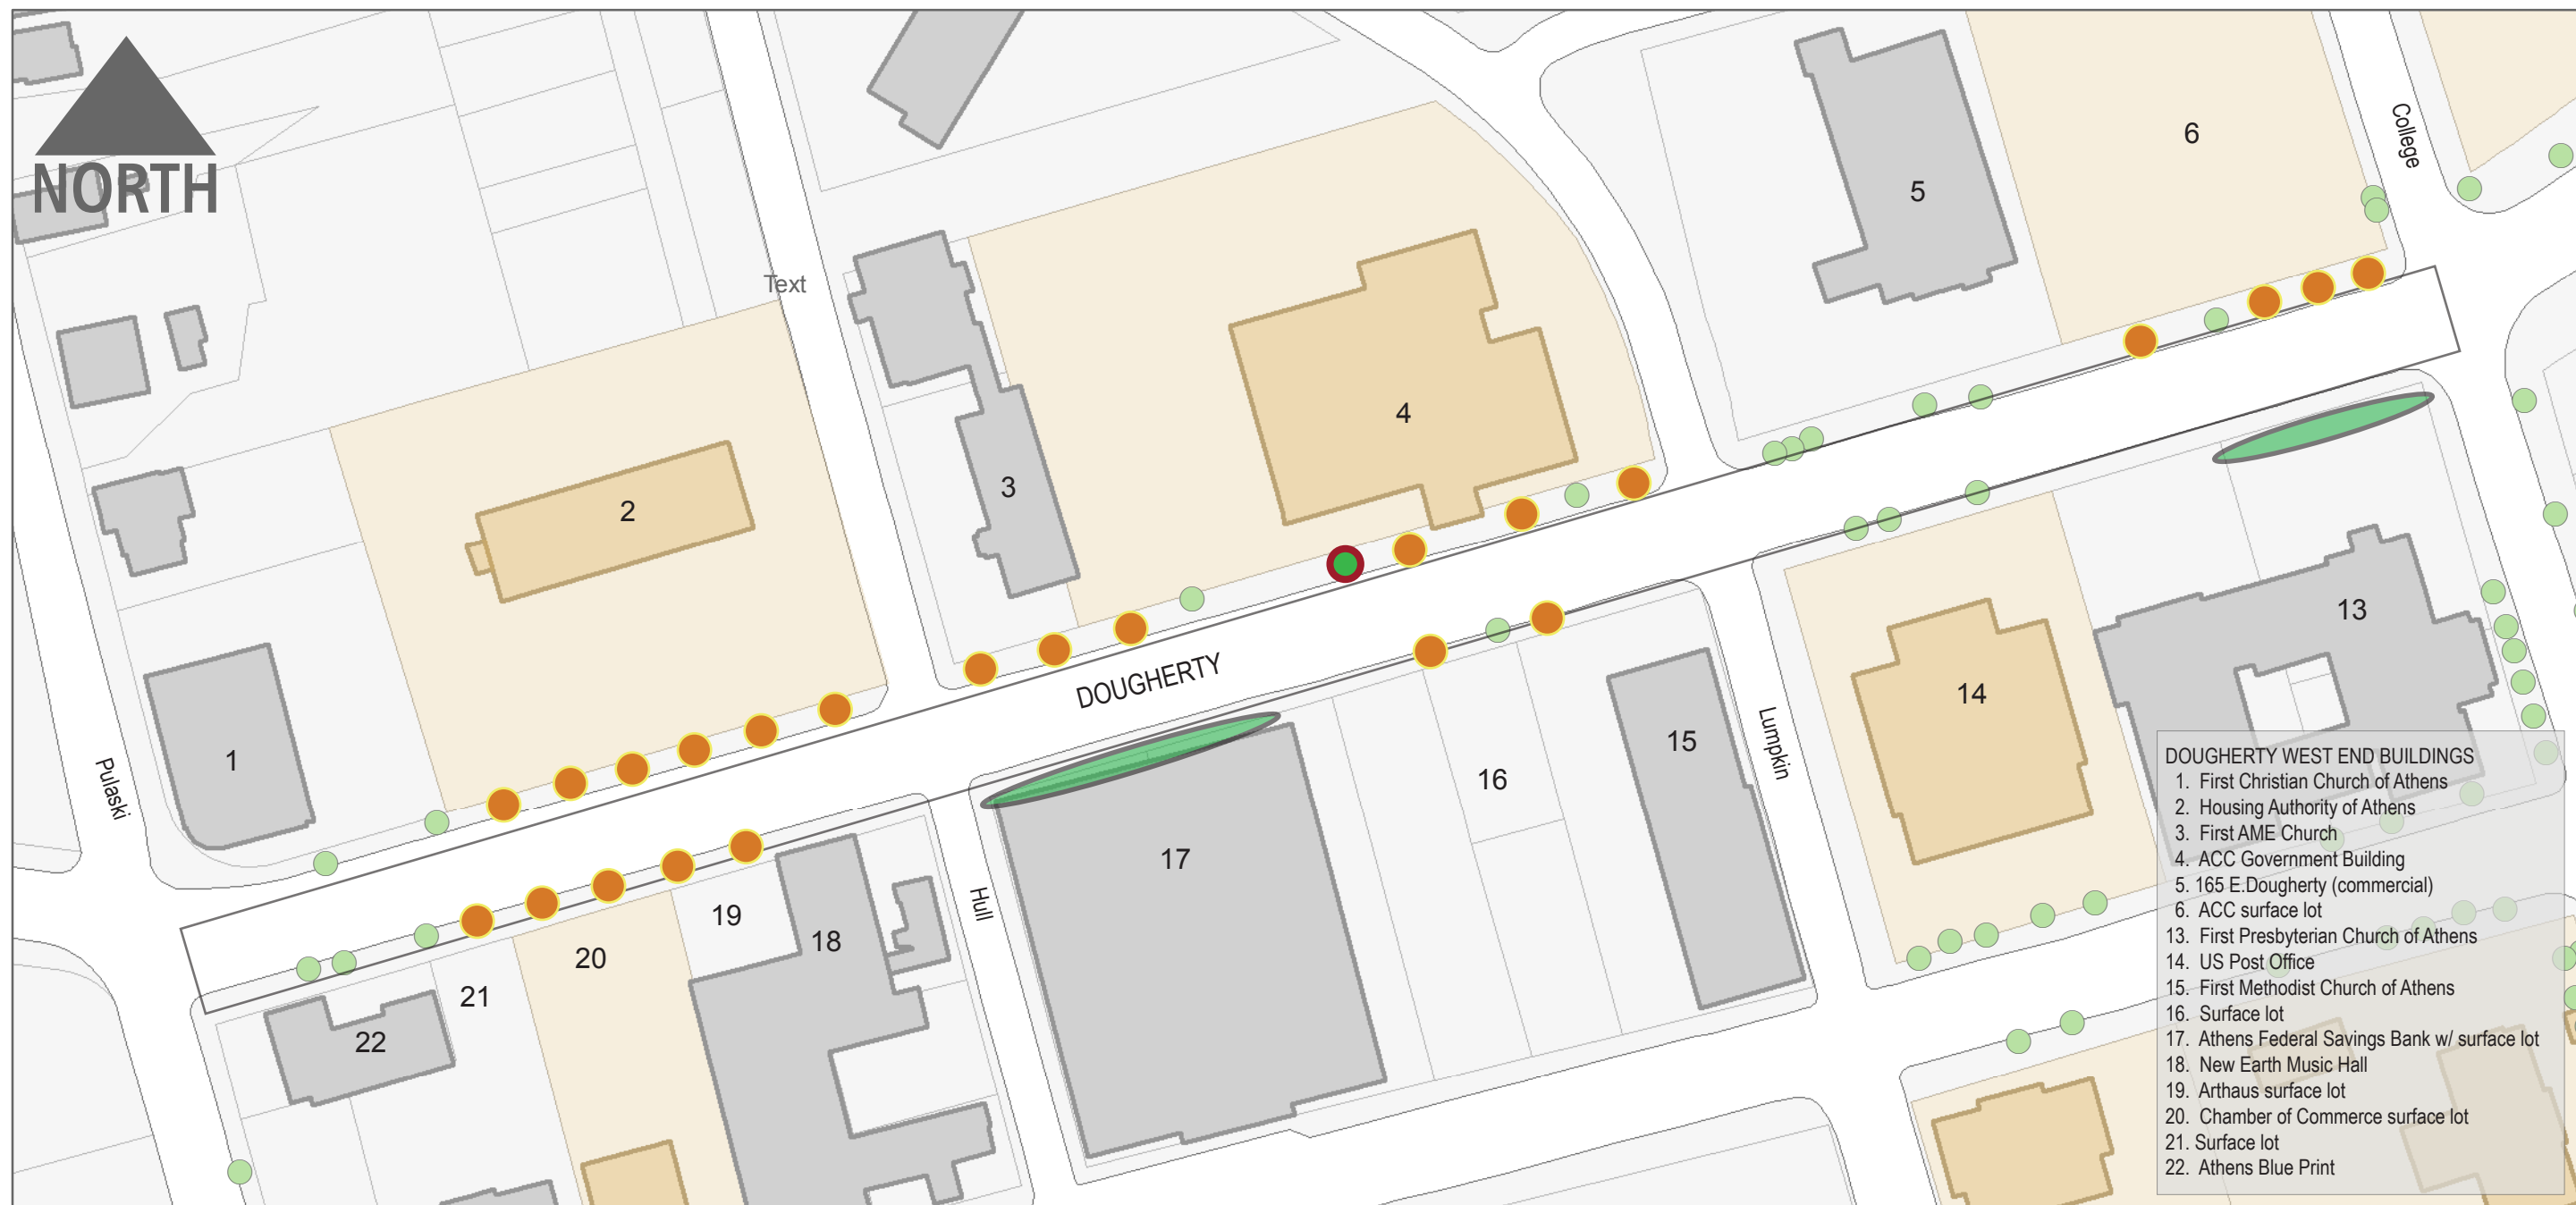 NORTH
Text
College
6
5
4
3
2
1
Pulaski
DOUGHERTY
Hull
Lumpkin
13
14
15
16
17
18
19
20
21
22
DOUGHERTY WEST END BUILDINGS
1. First Christian Church of Athens
2. Housing Authority of Athens
3. First AME Church
4. ACC Government Building
5. 165 E.Dougherty (commercial)
6. ACC surface lot
13. First Presbyterian Church of Athens
14. US Post Office
15. First Methodist Church of Athens
16. Surface lot
17. Athens Federal Savings Bank w/ surface lot
18. New Earth Music Hall
19. Arthaus surface lot
20. Chamber of Commerce surface lot
21. Surface lot
22. Athens Blue Print